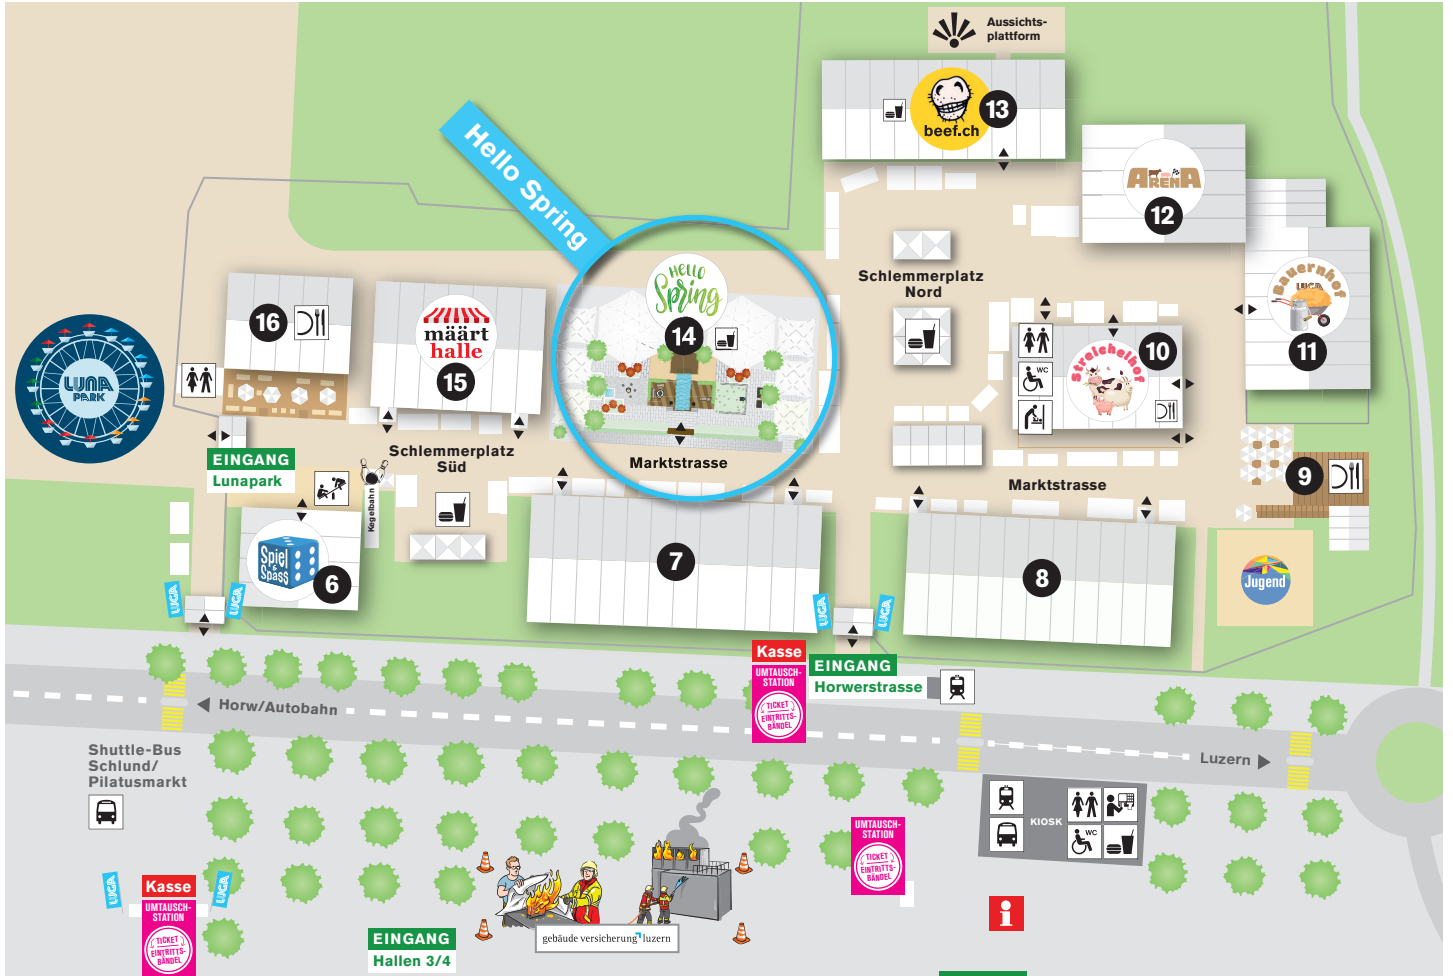 Aussichts-
plattform
beef.ch
13
Hello Spring
ARENA
12
Schlemmerplatz
Nord
HELLO
Spring
14
Bauernhof
LUGA
11
16
määrt
halle
15
WC
Streichelhof
10
LUNA
PARK
Schlemmerplatz
Süd
Marktstrasse
Marktstrasse
9
EINGANG
Lunapark
Kegelbahn
Spiel
&
Spass
6
7
8
Jugend
LUGA
LUGA
LUGA
LUGA
Kasse
UMTAUSCH-
STATION
TICKET
EINTRITTS-
BÄNDEL
EINGANG
Horwerstrasse
Horw/Autobahn
Luzern
Shuttle-Bus
Schlund/
Pilatusmarkt
KIOSK
WC
UMTAUSCH-
STATION
TICKET
EINTRITTS-
BÄNDEL
LUGA
LUGA
Kasse
UMTAUSCH-
STATION
TICKET
EINTRITTS-
BÄNDEL
EINGANG
Hallen 3/4
gebäude versicherung luzern
i